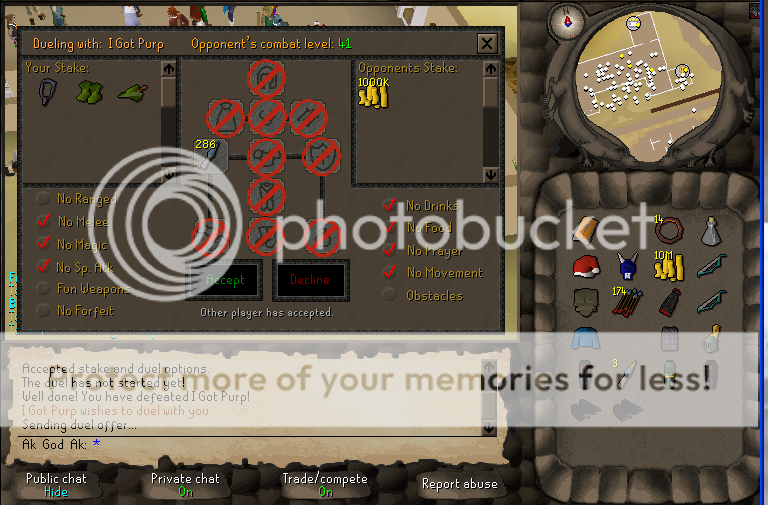 Dueling with: I Got Purp Opponent's combat level: 41
Your Stake:
Opponents Stake:
1000K
286
No Ranged
No Melee
No Magic
No Sp. Atk
Fun Weapons
No Forfeit
No Drinks
No Food
No Prayer
No Movement
Obstacles
Accept Decline
Other player has accepted.
photobucket
14
10M
174
3
Accepted stake and duel options.
The duel has not started yet!
Well done! You have defeated I Got Purp!
I Got Purp wishes to duel with you.
Sending duel offer...
Ak God Ak: *
more of your memories for less!
Public chat
Hide
Private chat
On
Trade/compete
On
Report abuse